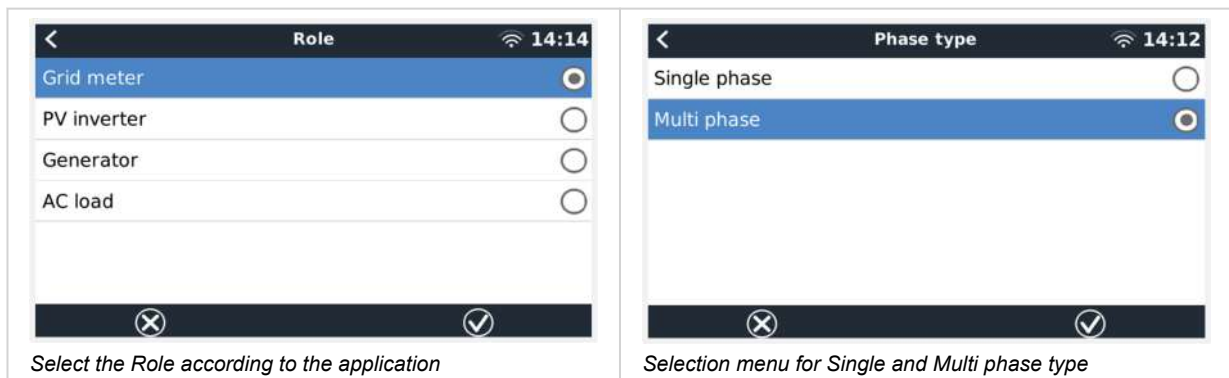 Role 14:14
Grid meter
PV inverter
Generator
AC load
Select the Role according to the application
Phase type 14:12
Single phase
Multi phase
Selection menu for Single and Multi phase type